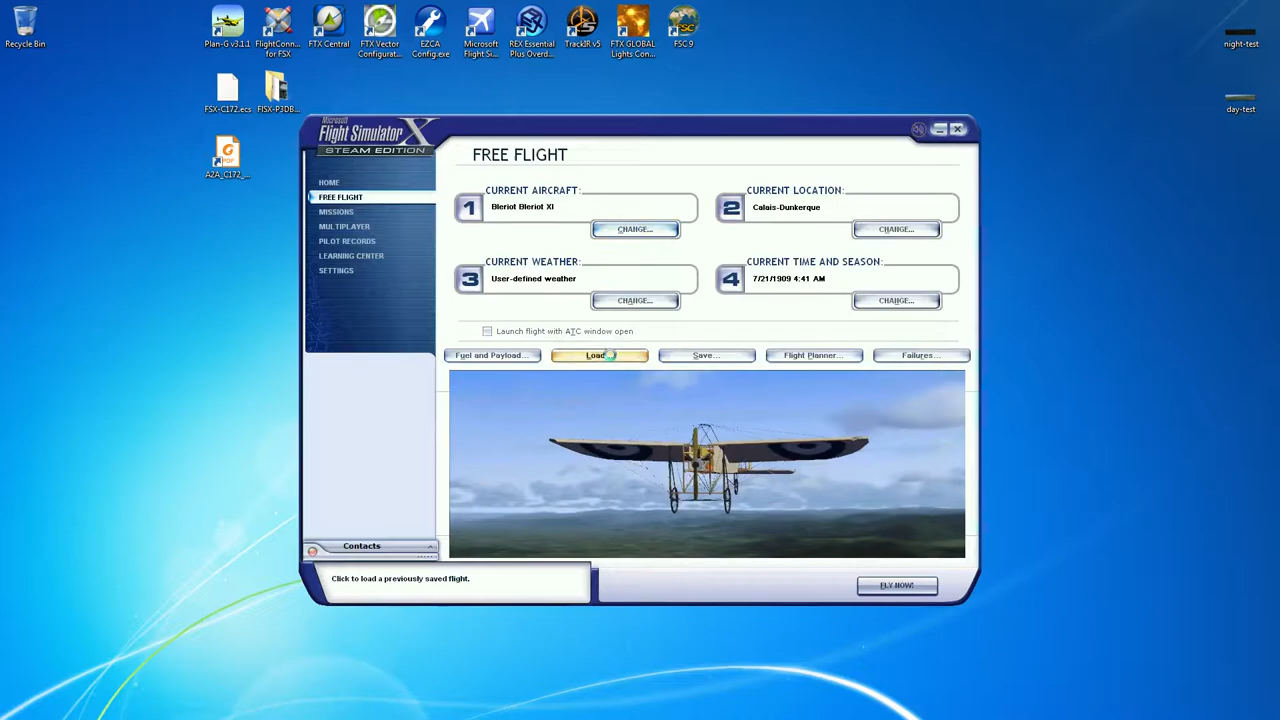 Recycle Bin
Plan-G v3.1.1
FlightConn... for FSX
FTX Central
FTX Vector Configurat...
EZCA Config.exe
Microsoft Flight Si...
REX Essential Plus Overd...
TrackIR v5
FTX GLOBAL Lights Con...
FSC 9
night-test
FSX-C172.ecs
FISX-P3DB...
day-test
A2A_C172_...
PDF
Microsoft
Flight Simulator X
STEAM EDITION
HOME
FREE FLIGHT
MISSIONS
MULTIPLAYER
PILOT RECORDS
LEARNING CENTER
SETTINGS
FREE FLIGHT
1
CURRENT AIRCRAFT:
Bleriot Bleriot XI
CHANGE...
2
CURRENT LOCATION:
Calais-Dunkerque
CHANGE...
3
CURRENT WEATHER:
User-defined weather
CHANGE...
4
CURRENT TIME AND SEASON:
7/21/1909 4:41 AM
CHANGE...
Launch flight with ATC window open
Fuel and Payload...
Load
Save...
Flight Planner...
Failures...
Contacts
Click to load a previously saved flight.
FLY NOW!